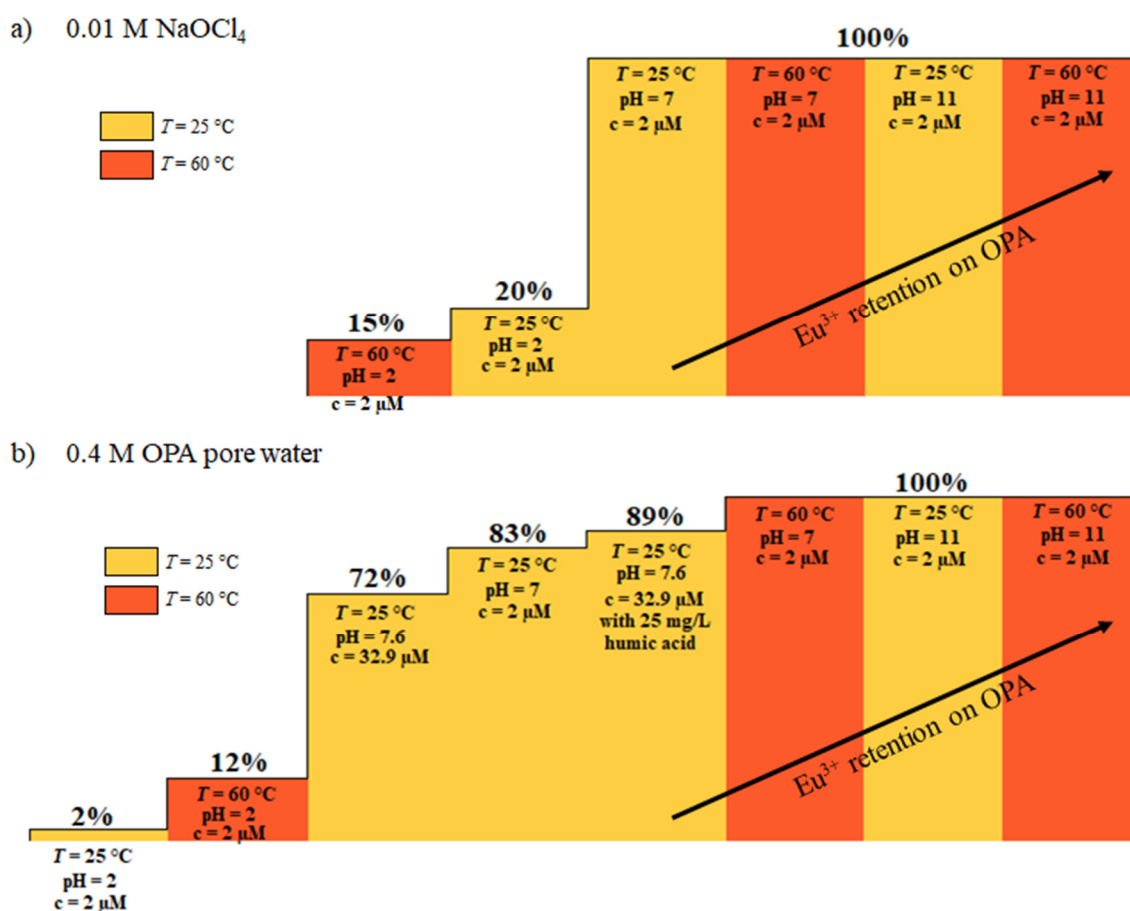 a) 0.01 M NaOCl₄
T = 25 °C
T = 60 °C
15%
T = 60 °C
pH = 2
c = 2 µM
20%
T = 25 °C
pH = 2
c = 2 µM
100%
T = 25 °C
pH = 7
c = 2 µM
T = 60 °C
pH = 7
c = 2 µM
T = 25 °C
pH = 11
c = 2 µM
T = 60 °C
pH = 11
c = 2 µM
Eu³⁺ retention on OPA
b) 0.4 M OPA pore water
T = 25 °C
T = 60 °C
2%
T = 25 °C
pH = 2
c = 2 µM
12%
T = 60 °C
pH = 2
c = 2 µM
72%
T = 25 °C
pH = 7.6
c = 32.9 µM
83%
T = 25 °C
pH = 7
c = 2 µM
89%
T = 25 °C
pH = 7.6
c = 32.9 µM
with 25 mg/L
humic acid
100%
T = 60 °C
pH = 7
c = 2 µM
T = 25 °C
pH = 11
c = 2 µM
T = 60 °C
pH = 11
c = 2 µM
Eu³⁺ retention on OPA